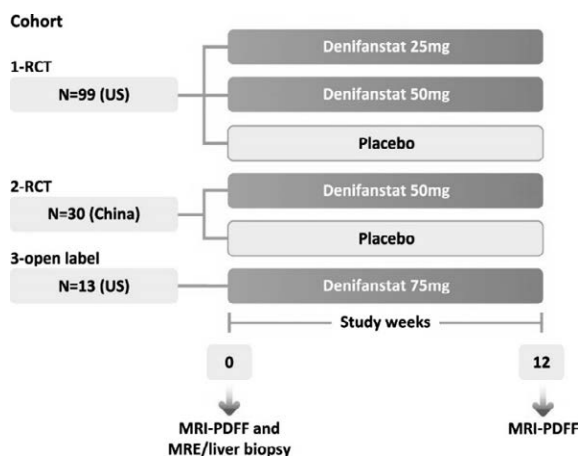 Cohort
1-RCT
N=99 (US)
Denifanstat 25mg
Denifanstat 50mg
Placebo
2-RCT
N=30 (China)
Denifanstat 50mg
Placebo
3-open label
N=13 (US)
Denifanstat 75mg
Study weeks
0
12
MRI-PDFF and
MRE/liver biopsy
MRI-PDFF